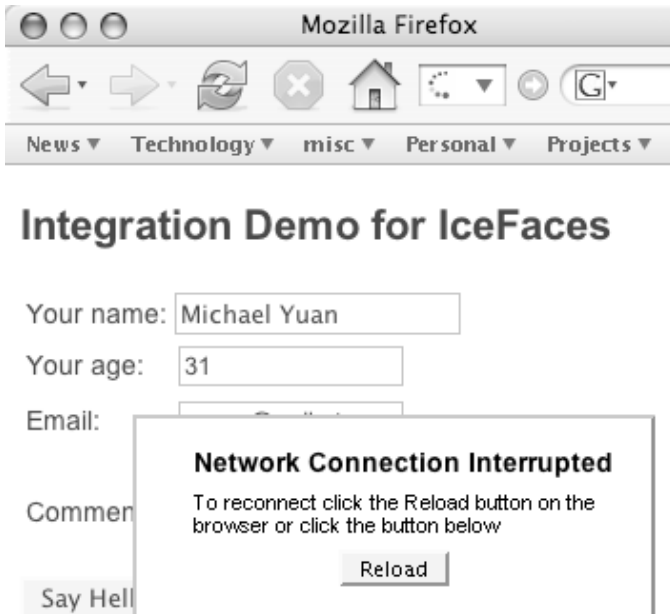 Mozilla Firefox
G
News Technology misc Personal Projects
Integration Demo for IceFaces
Your name: Michael Yuan
Your age: 31
Email:
Network Connection Interrupted
To reconnect click the Reload button on the
browser or click the button below
Commen
Reload
Say Hell